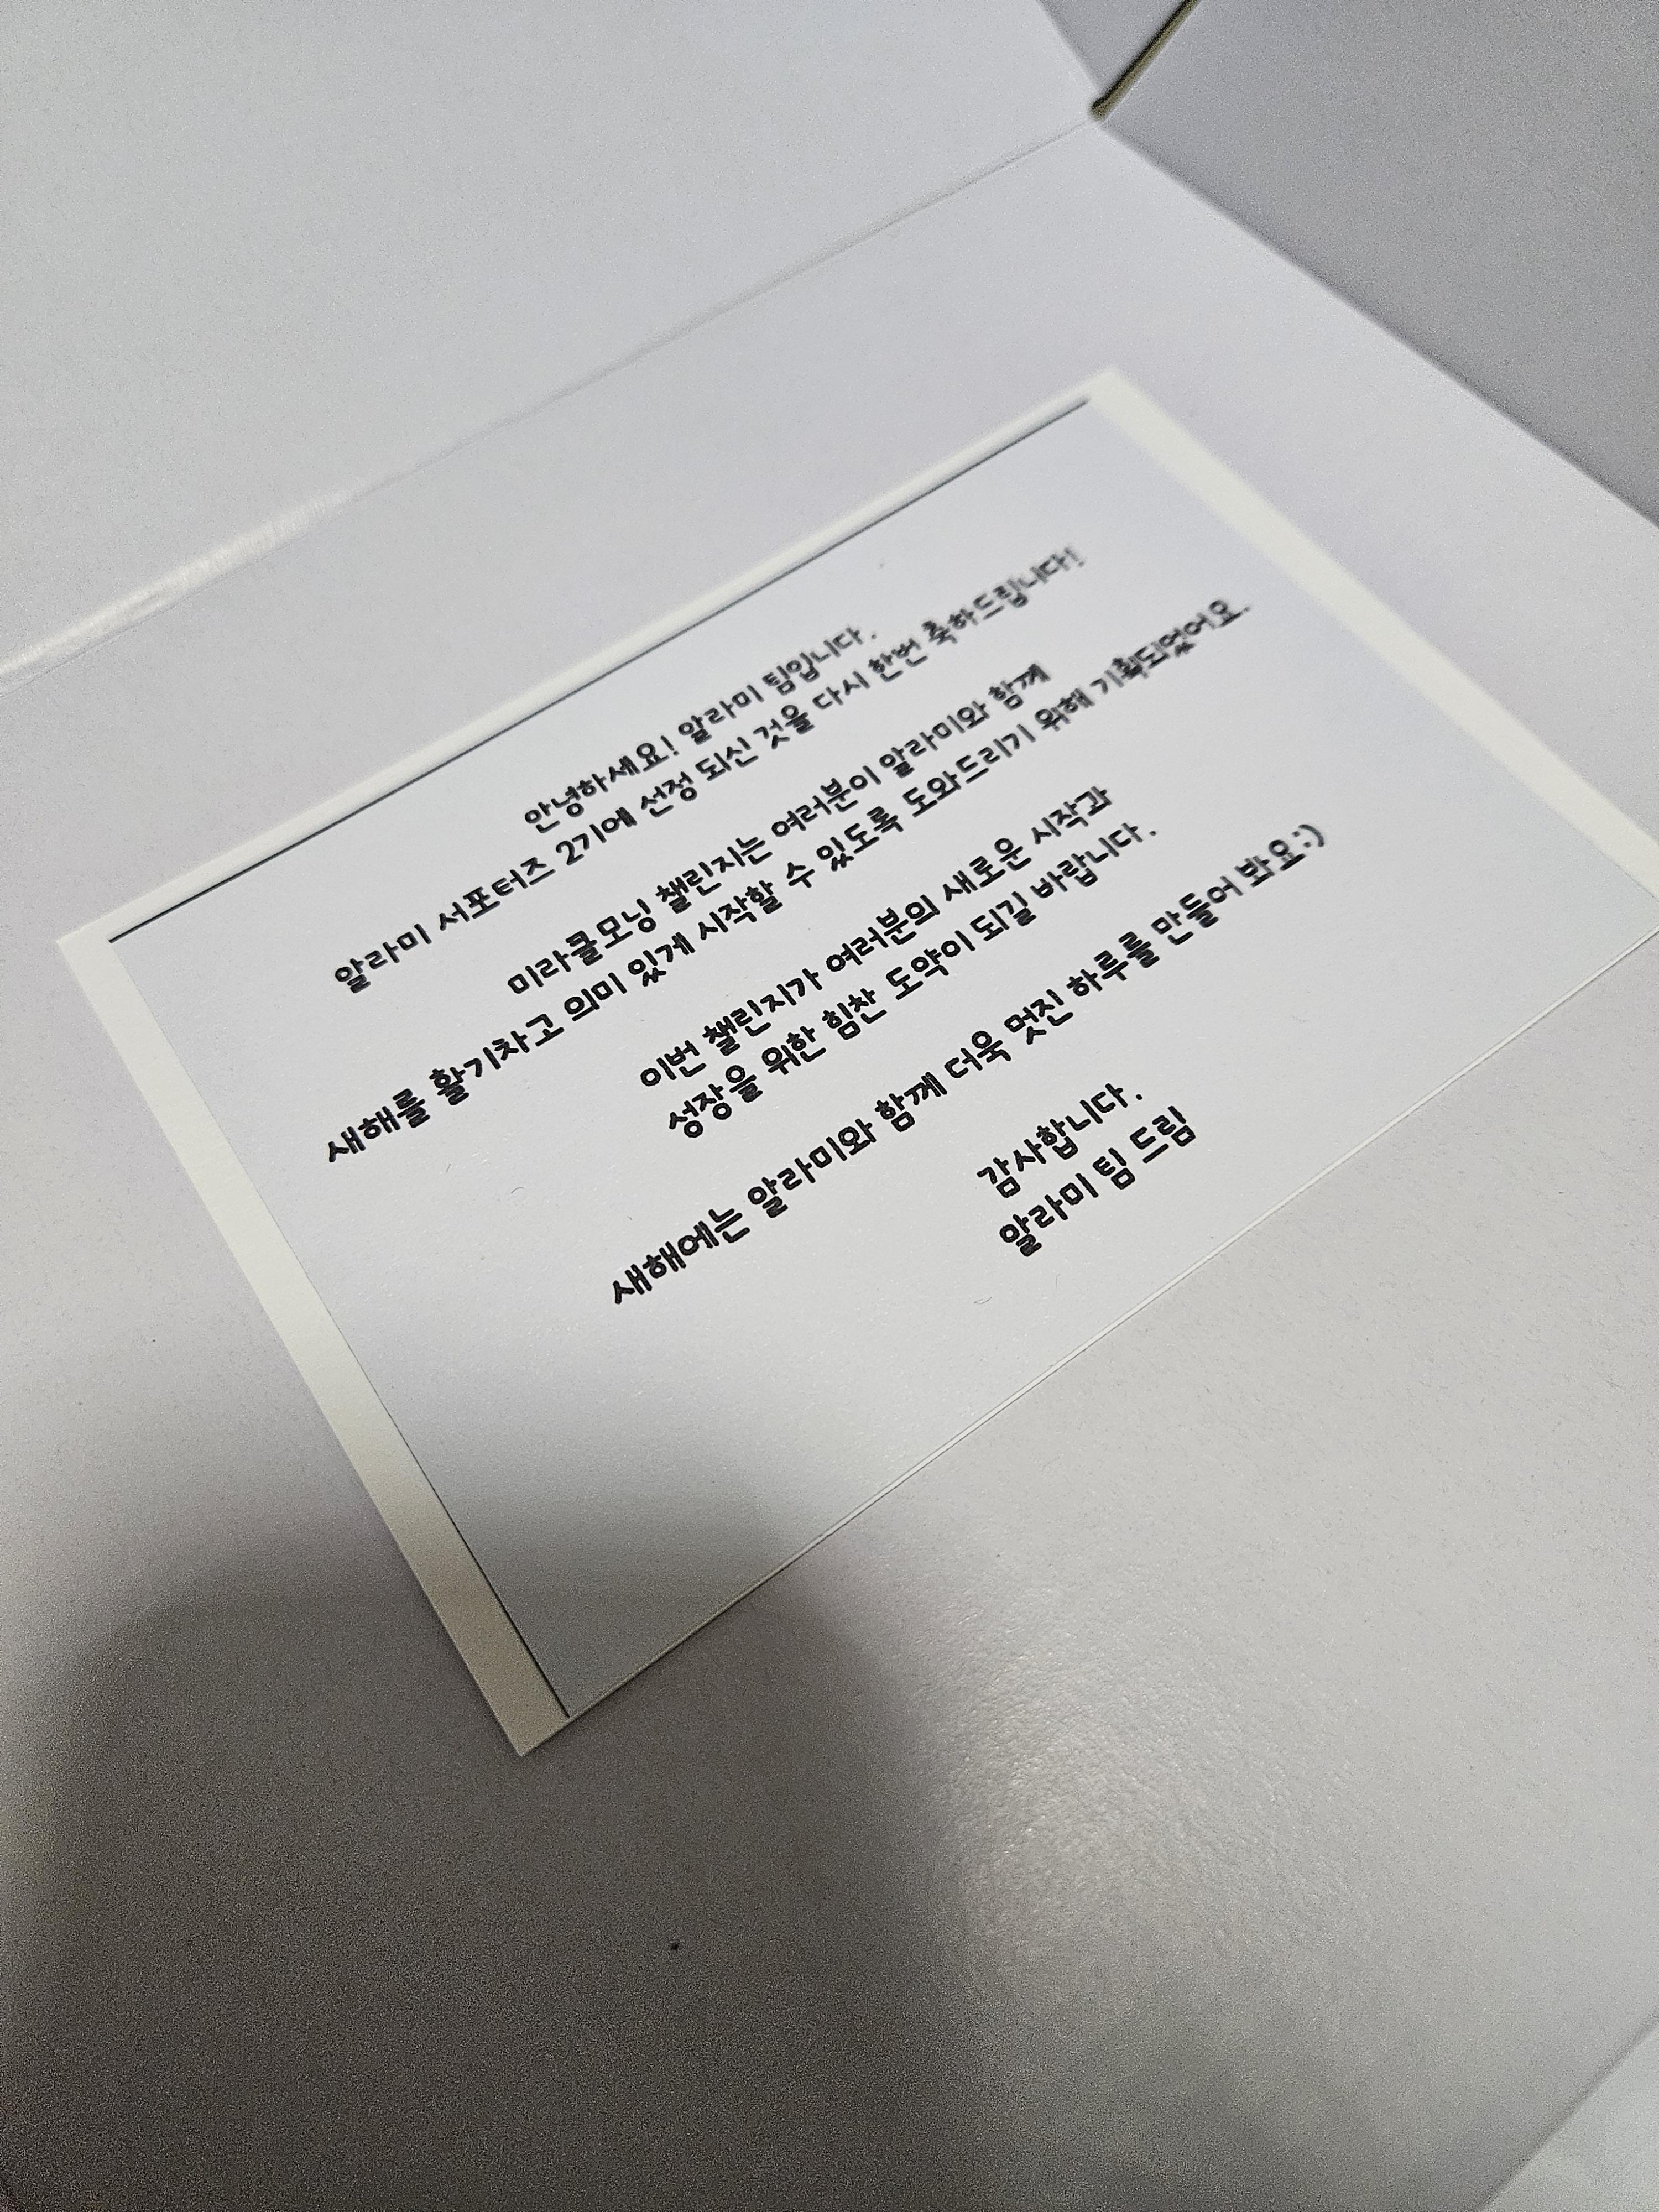 안녕하세요! 알라미 팀입니다.
알라미 서포터즈 2기에 선정 되신 것을 다시 한번 축하드립니다!
미라클모닝 챌린지는 여러분이 알라미와 함께
새해를 활기차고 의미 있게 시작할 수 있도록 도와드리기 위해 기획되었어요.
이번 챌린지가 여러분의 새로운 시작과
성장을 위한 힘찬 도약이 되길 바랍니다.
새해에는 알라미와 함께 더욱 멋진 하루를 만들어 봐요:)
감사합니다.
알라미 팀 드림